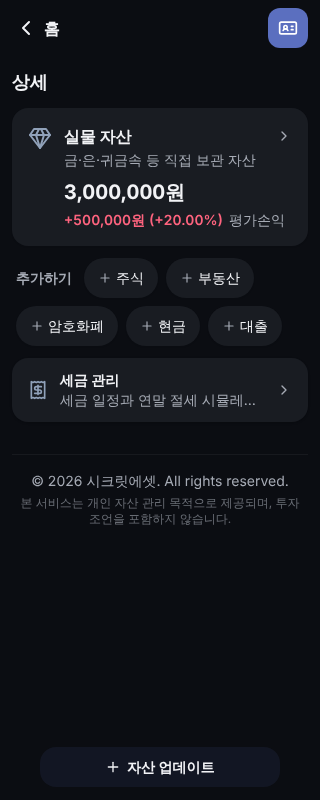 홈
상세
실물 자산
금·은·귀금속 등 직접 보관 자산
3,000,000원
+500,000원 (+20.00%) 평가손익
추가하기 + 주식 + 부동산
+ 암호화폐 + 현금 + 대출
세금 관리
세금 일정과 연말 절세 시뮬레...
© 2026 시크릿에셋. All rights reserved.
본 서비스는 개인 자산 관리 목적으로 제공되며, 투자
조언을 포함하지 않습니다.
+ 자산 업데이트